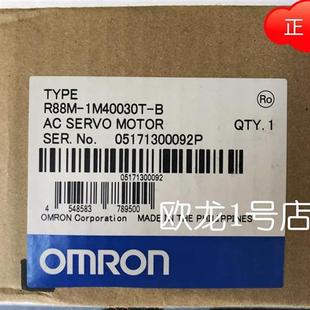 正
TYPE
R88M-1M40030T-B
Ro
AC SERVO MOTOR QTY. 1
SER. No. 05171300092P
05171300092
4 548583 789500
OMRON Corporation MADE IN THE PHILIPPINES
欧龙1号店
OMRON